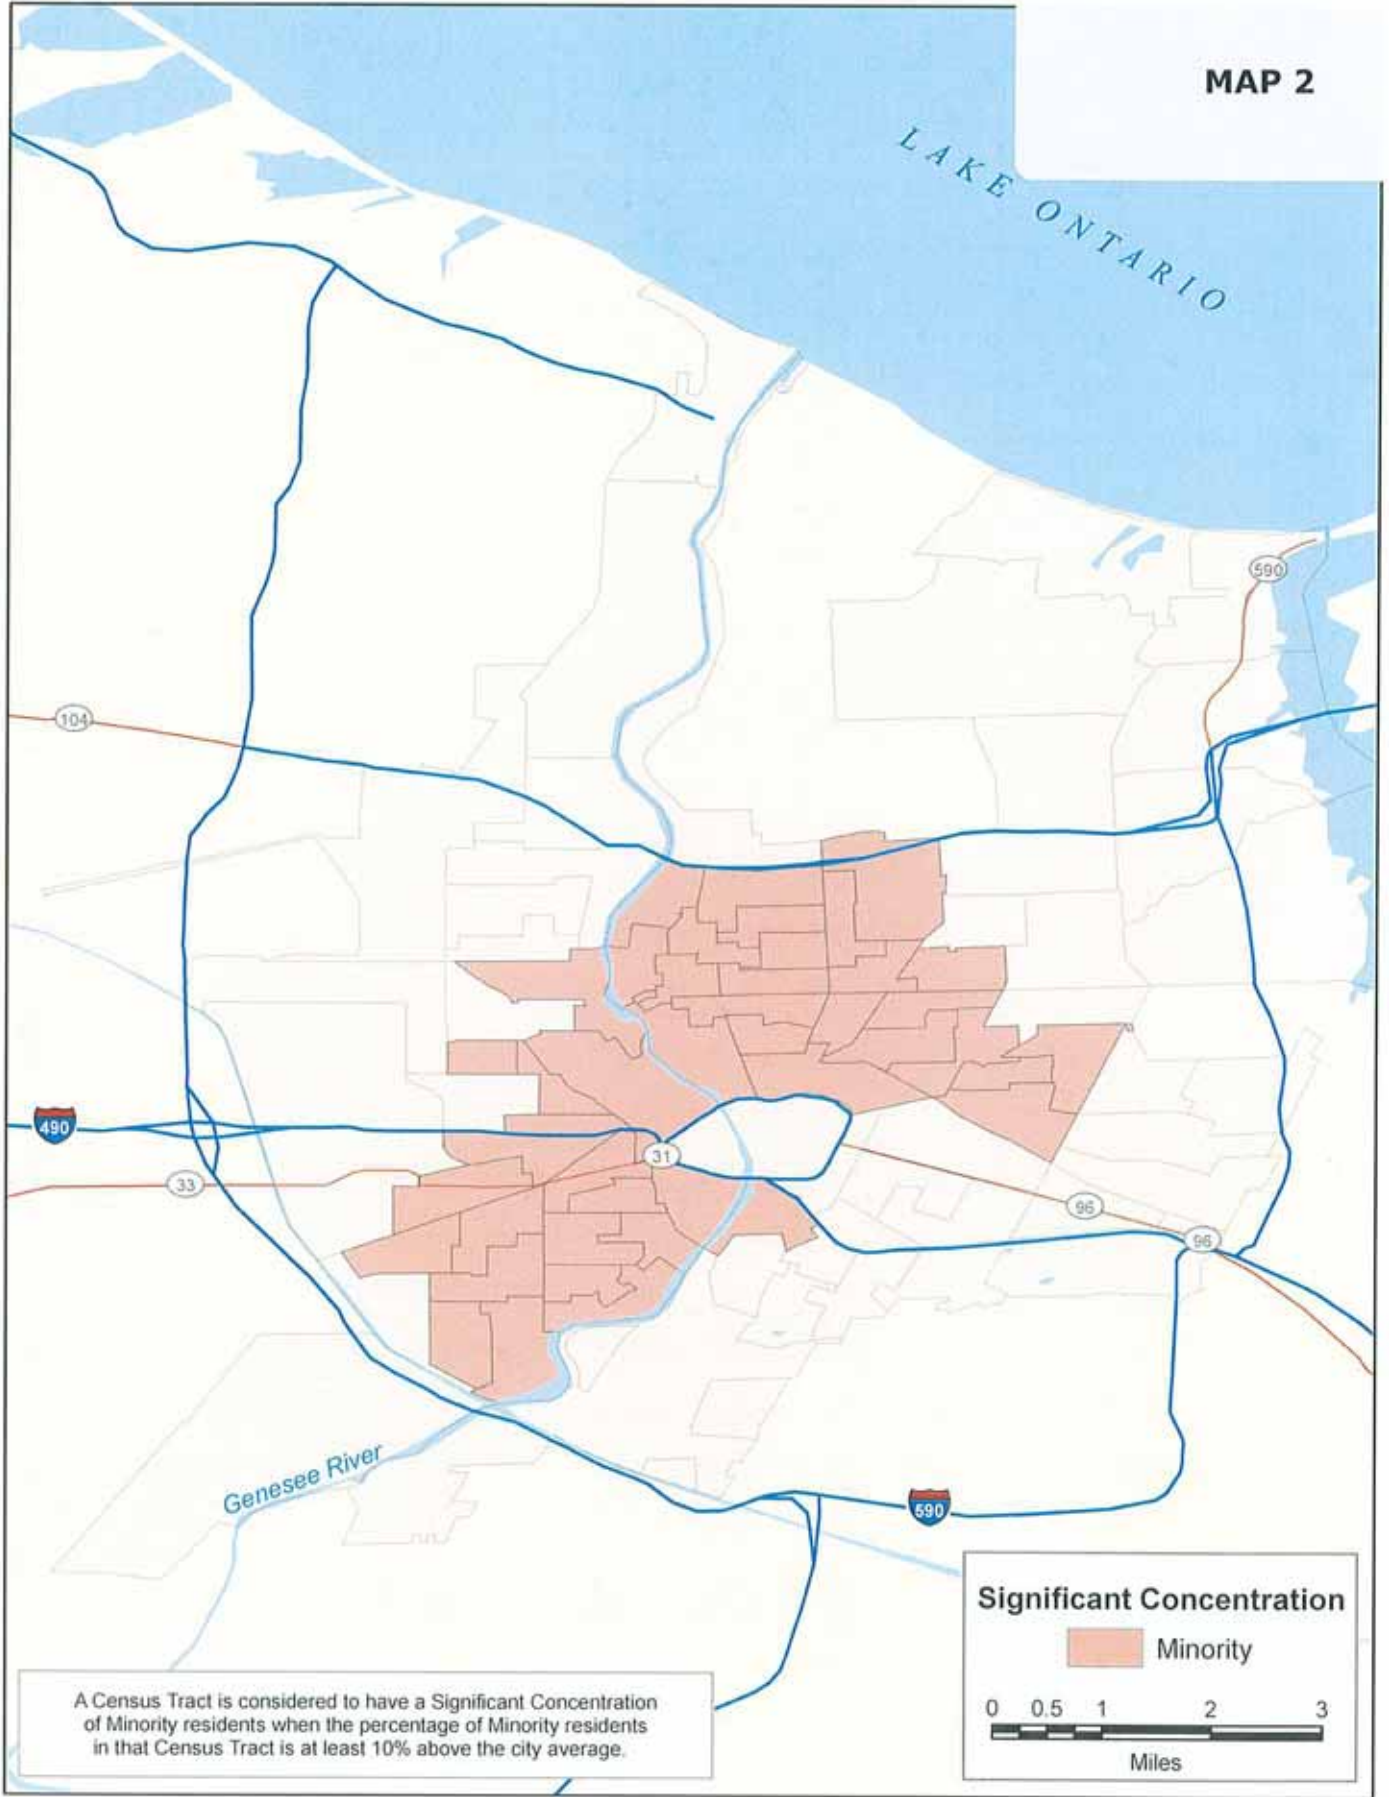 MAP 2
LAKE ONTARIO
590
104
490
31
33
96
96
Genesee River
590
Significant Concentration
Minority
0 0.5 1 2 3
Miles
A Census Tract is considered to have a Significant Concentration
of Minority residents when the percentage of Minority residents
in that Census Tract is at least 10% above the city average.